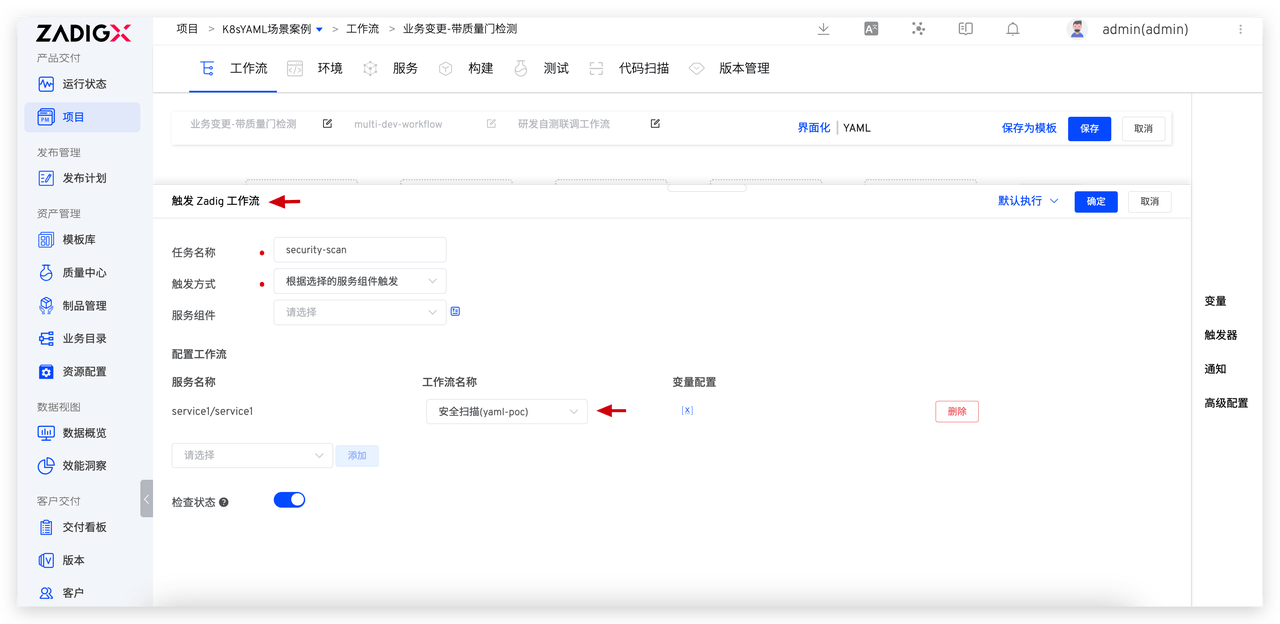 ZADIGX
项目 > K8sYAML场景案例 > 工作流 > 业务变更-带质量门检测
admin(admin)
产品交付
运行状态
项目
发布管理
发布计划
资产管理
模板库
质量中心
制品管理
业务目录
资源配置
数据视图
数据概览
效能洞察
客户交付
交付看板
版本
客户
工作流 环境 服务 构建 测试 代码扫描 版本管理
业务变更-带质量门检测 multi-dev-workflow 研发自测联调工作流 界面化 | YAML 保存为模板 保存 取消
触发 Zadig 工作流 默认执行 确定 取消
任务名称 security-scan
触发方式 根据选择的服务组件触发
服务组件 请选择
配置工作流
服务名称 工作流名称 变量配置
service1/service1 安全扫描(yaml-poc) [x] 删除
请选择 添加
检查状态
变量
触发器
通知
高级配置